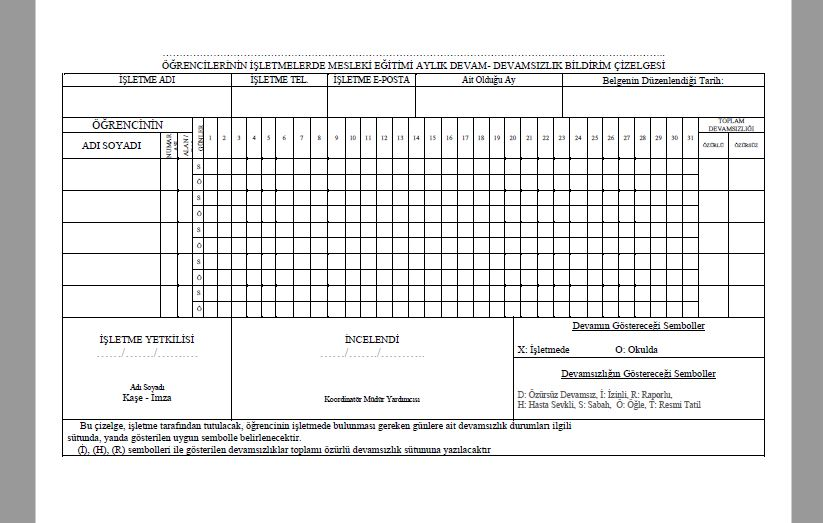 ÖĞRENCİLERİNİN İŞLETMELERDE MESLEKİ EĞİTİMİ AYLIK DEVAM- DEVAMSIZLIK BİLDİRİM ÇİZELGESİ
İŞLETME ADI İŞLETME TEL. İŞLETME E-POSTA Ait Olduğu Ay Belgenin Düzenlendiği Tarih:
ÖĞRENCİNİN
ADI SOYADI
NUMAR
ASI
ALAN /
GÜNLER
1 2 3 4 5 6 7 8 9 10 11 12 13 14 15 16 17 18 19 20 21 22 23 24 25 26 27 28 29 30 31
TOPLAM
DEVAMSIZLIĞI
ÖZÜRLÜ ÖZÜRSÜZ
S
Ö
S
Ö
S
Ö
S
Ö
S
Ö
İŞLETME YETKİLİSİ
……/……./………..
Adı Soyadı
Kaşe - İmza
İNCELENDİ
……/……./………..
Koordinatör Müdür Yardımcısı
Devamın Göstereceği Semboller
X: İşletmede O: Okulda
Devamsızlığın Göstereceği Semboller
D: Özürsüz Devamsız, İ: İzinli, R: Raporlu,
H: Hasta Sevkli, S: Sabah, Ö: Öğle, T: Resmi Tatil
Bu çizelge, işletme tarafından tutulacak, öğrencinin işletmede bulunması gereken günlere ait devamsızlık durumları ilgili
sütunda, yanda gösterilen uygun sembolle belirlenecektir.
(İ), (H), (R) sembolleri ile gösterilen devamsızlıklar toplamı özürlü devamsızlık sütununa yazılacaktır